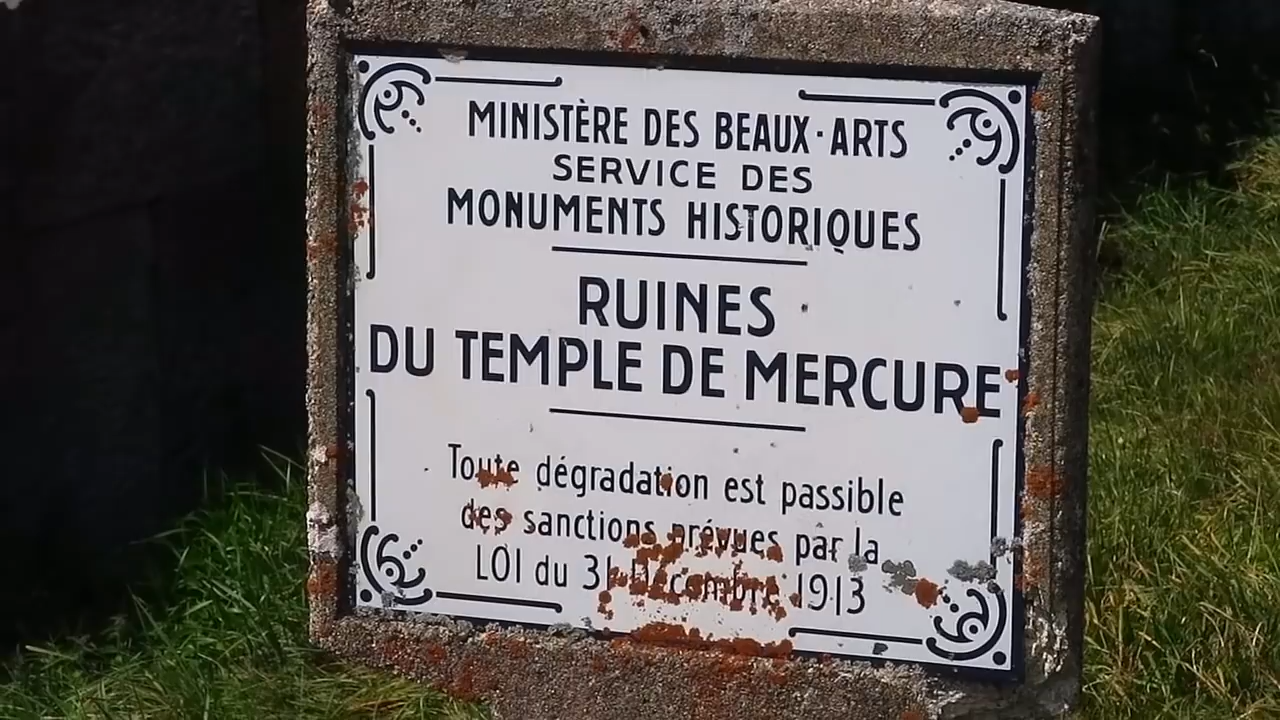 MINISTÈRE DES BEAUX-ARTS
SERVICE DES
MONUMENTS HISTORIQUES
RUINES
DU TEMPLE DE MERCURE
Toute dégradation est passible
des sanctions prévues par la
LOI du 31 Décembre 1913